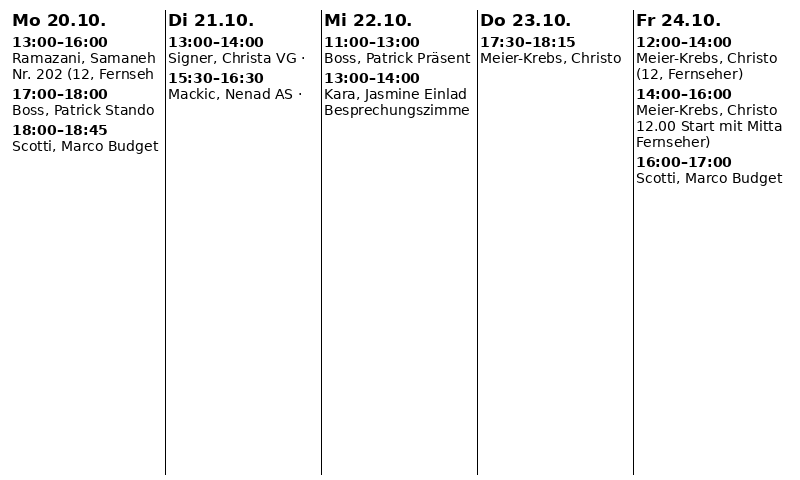 Mo 20.10.
13:00–16:00
Ramazani, Samaneh
Nr. 202 (12, Fernseh
17:00–18:00
Boss, Patrick Stando
18:00–18:45
Scotti, Marco Budget
Di 21.10.
13:00–14:00
Signer, Christa VG ·
15:30–16:30
Mackic, Nenad AS ·
Mi 22.10.
11:00–13:00
Boss, Patrick Präsent
13:00–14:00
Kara, Jasmine Einlad
Besprechungszimme
Do 23.10.
17:30–18:15
Meier-Krebs, Christo
Fr 24.10.
12:00–14:00
Meier-Krebs, Christo
(12, Fernseher)
14:00–16:00
Meier-Krebs, Christo
12.00 Start mit Mitta
Fernseher)
16:00–17:00
Scotti, Marco Budget